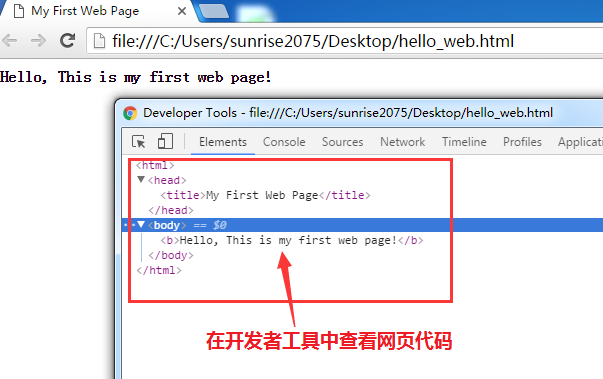 My First Web Page
file:///C:/Users/sunrise2075/Desktop/hello_web.html
Hello, This is my first web page!
Developer Tools - file:///C:/Users/sunrise2075/Desktop/hello_web.html
Elements Console Sources Network Timeline Profiles Application
<html>
<head>
<title>My First Web Page</title>
</head>
<body> == $0
<b>Hello, This is my first web page!</b>
</body>
</html>
在开发者工具中查看网页代码